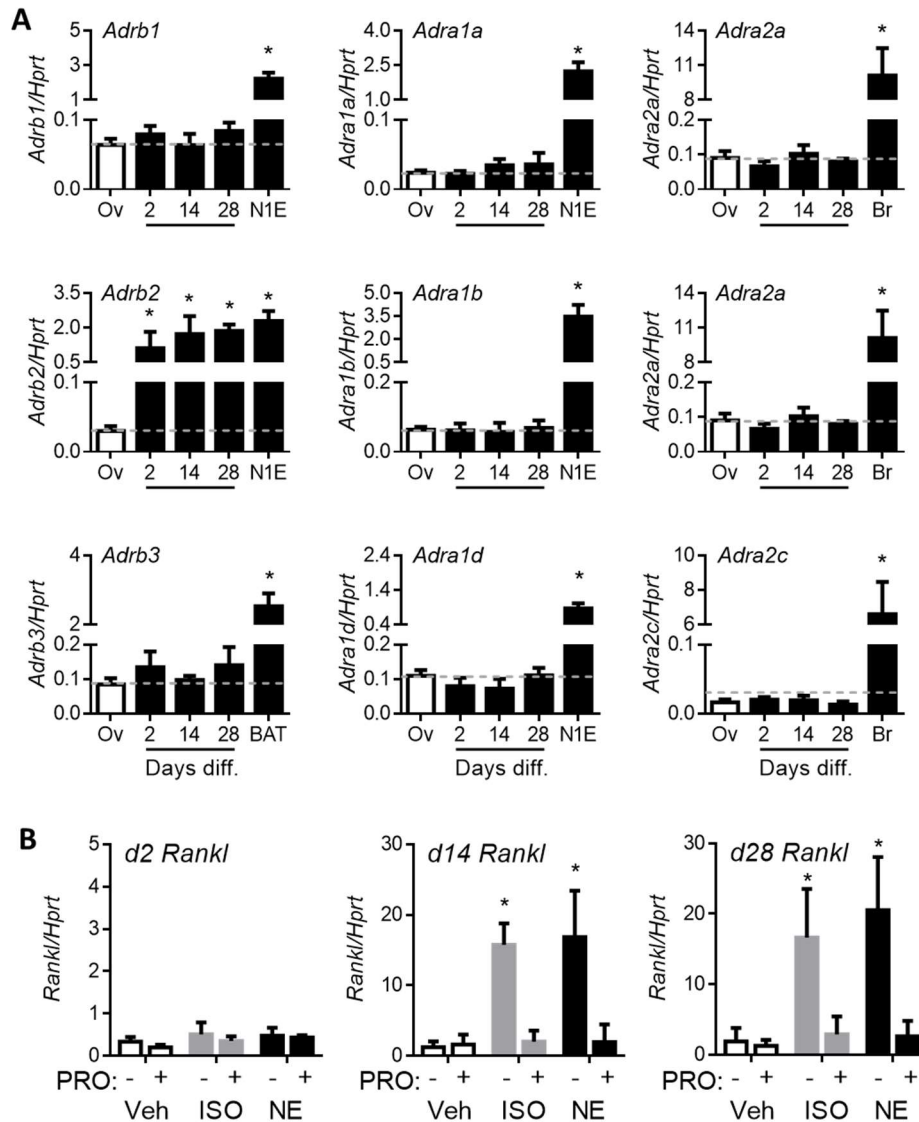 A
Adrb1
Adrb1/Hprt
5
3
1
0.1
0.0
*
Ov 2 14 28 N1E
Adra1a
Adra1a/Hprt
4.0
2.5
1.0
0.1
0.0
*
Ov 2 14 28 N1E
Adra2a
Adra2a/Hprt
14
11
8
0.2
0.1
0.0
*
Ov 2 14 28 Br
Adrb2
Adrb2/Hprt
3.5
2.0
0.5
0.1
0.0
* * * *
Ov 2 14 28 N1E
Adra1b
Adra1b/Hprt
5.0
3.5
2.0
0.5
0.2
0.0
*
Ov 2 14 28 N1E
Adra2a
Adra2a/Hprt
14
11
8
0.2
0.1
0.0
*
Ov 2 14 28 Br
Adrb3
Adrb3/Hprt
4
2
0.2
0.1
0.0
*
Ov 2 14 28 BAT
Days diff.
Adra1d
Adra1d/Hprt
2.4
1.4
0.4
0.2
0.1
0.0
*
Ov 2 14 28 N1E
Days diff.
Adra2c
Adra2c/Hprt
10
8
6
0.1
0.0
*
Ov 2 14 28 Br
Days diff.
B
d2 Rankl
Rankl/Hprt
5
4
3
2
1
0
PRO: - + - + - +
Veh ISO NE
d14 Rankl
Rankl/Hprt
30
20
10
0
* *
PRO: - + - + - +
Veh ISO NE
d28 Rankl
Rankl/Hprt
30
20
10
0
* *
PRO: - + - + - +
Veh ISO NE